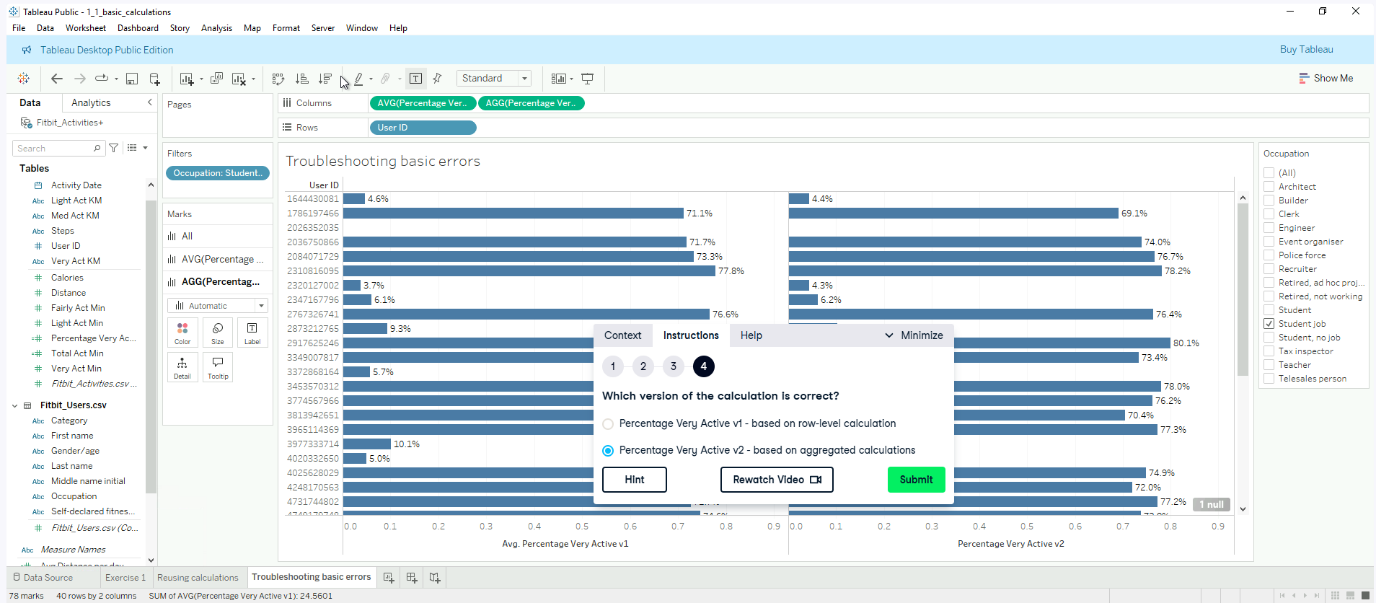 Tableau Public - 1_1_basic_calculations
File Data Worksheet Dashboard Story Analysis Map Format Server Window Help
Tableau Desktop Public Edition Buy Tableau
Standard Show Me
Data Analytics
Fitbit_Activities+
Search
Tables
Activity Date
Abc Light Act KM
Abc Med Act KM
Abc Steps
# User ID
Abc Very Act KM
# Calories
# Distance
# Fairly Act Min
# Light Act Min
# Percentage Very Ac...
# Total Act Min
# Very Act Min
# Fitbit_Activities.csv ...
Fitbit_Users.csv
Abc Category
Abc First name
Abc Gender/age
Abc Last name
Abc Middle name initial
Abc Occupation
Abc Self-declared fitnes...
# Fitbit_Users.csv (Co...
Abc Measure Names
Avg Distance per day
Pages
Filters
Occupation: Student..
Marks
All
AVG(Percentage ...
AGG(Percentag...
Automatic
Color Size Label
Detail Tooltip
Columns AVG(Percentage Ver.. AGG(Percentage Ver..
Rows User ID
Troubleshooting basic errors
User ID
1644430081 4.6% 4.4%
1786197466 71.1% 69.1%
2026352035
2036750866 71.7% 74.0%
2084071729 73.3% 76.7%
2310816095 77.8% 78.2%
2320127002 3.7% 4.3%
2347167796 6.1% 6.2%
2767326741 76.6% 76.4%
2873212765 9.3%
2917625246 80.1%
3349007817 73.4%
3372868164 5.7%
3453570312 78.0%
3774567966 76.2%
3813942651 70.4%
3965114369 77.3%
3977333714 10.1%
4020332650 5.0%
4025628029 74.9%
4248170563 72.0%
4731744802 77.2%
1 null
0.0 0.1 0.2 0.3 0.4 0.5 0.6 0.7 0.8 0.9 0.0 0.1 0.2 0.3 0.4 0.5 0.6 0.7 0.8 0.9
Avg. Percentage Very Active v1 Percentage Very Active v2
Context Instructions Help Minimize
1 2 3 4
Which version of the calculation is correct?
Percentage Very Active v1 - based on row-level calculation
Percentage Very Active v2 - based on aggregated calculations
Hint Rewatch Video Submit
Occupation
(All)
Architect
Builder
Clerk
Engineer
Event organiser
Police force
Recruiter
Retired, ad hoc proj...
Retired, not working
Student
Student job
Student, no job
Tax inspector
Teacher
Telesales person
Data Source Exercise 1 Reusing calculations Troubleshooting basic errors
78 marks 40 rows by 2 columns SUM of AVG(Percentage Very Active v1): 24.5601